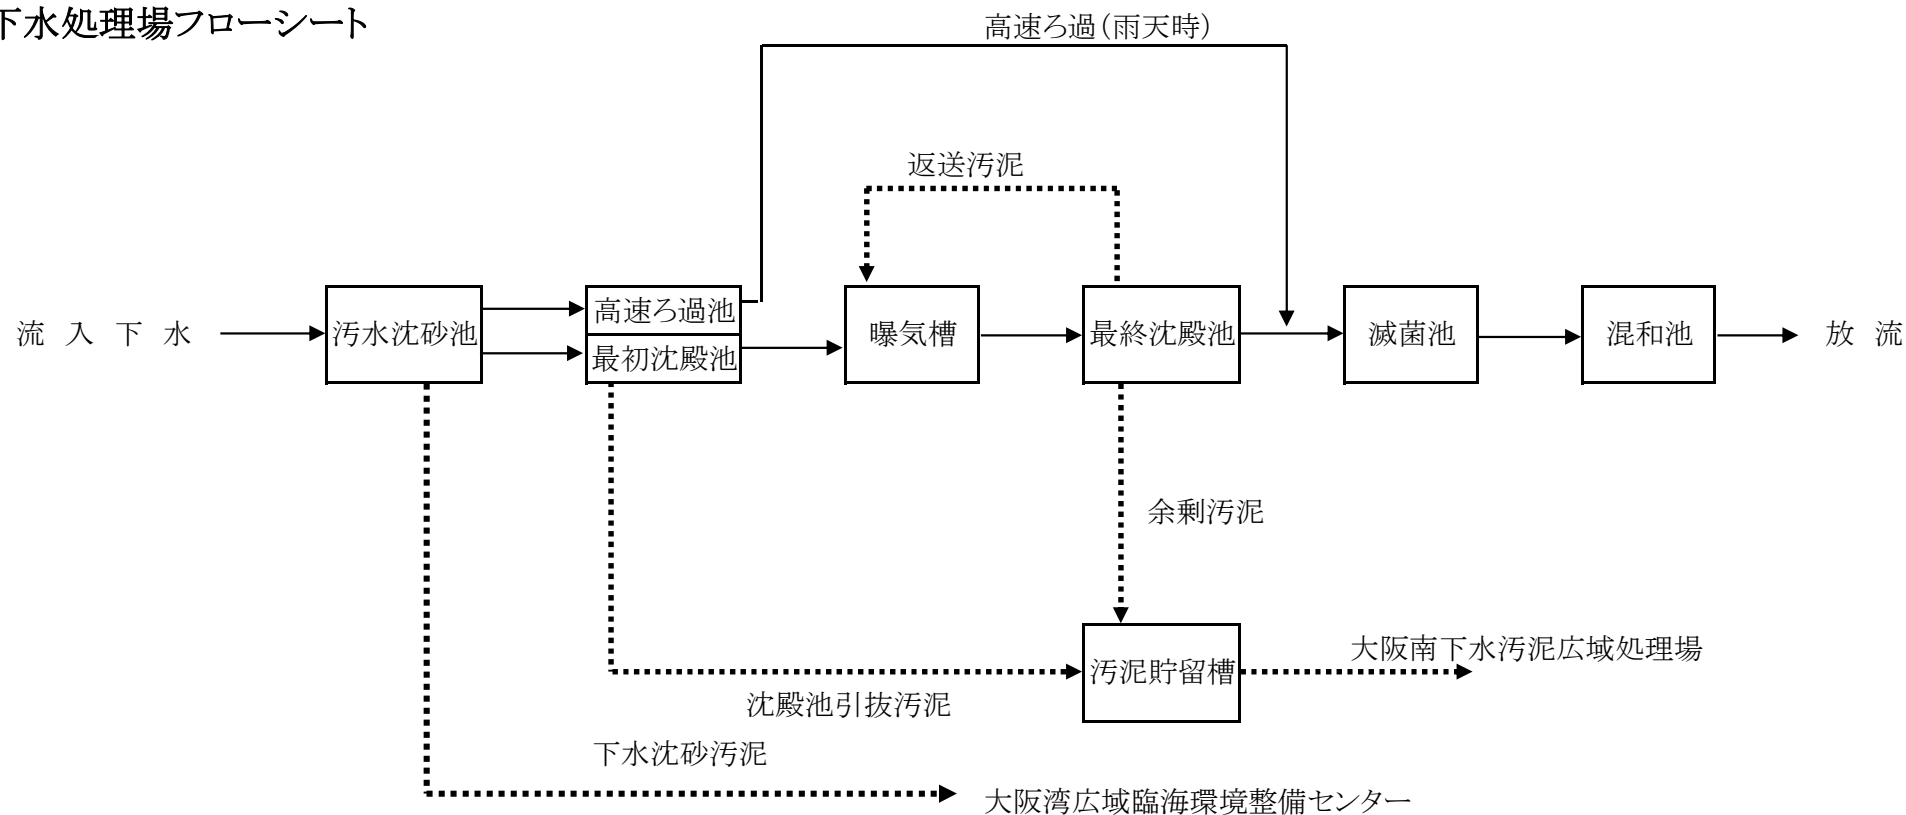 下水処理場フローシート
高速ろ過（雨天時）
返送汚泥
流入下水
汚水沈砂池
高速ろ過池
最初沈殿池
曝気槽
最終沈殿池
滅菌池
混和池
放流
余剰汚泥
汚泥貯留槽
大阪南下水汚泥広域処理場
沈殿池引抜汚泥
下水沈砂汚泥
大阪湾広域臨海環境整備センター